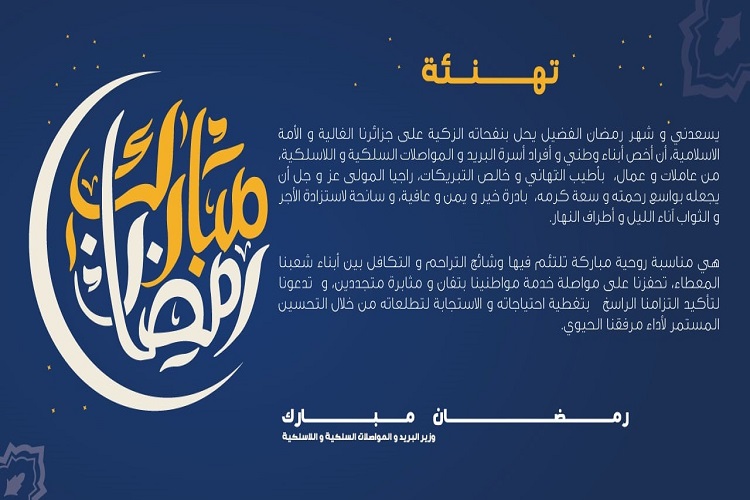 تهنئة
يسعدني و شهر رمضان الفضيل يحل بنفحاته الزكية على جزائرنا الغالية و الأمة
الاسلامية، أن أخص أبناء وطني و أفراد أسرة البريد و المواصلات السلكية و اللاسلكية،
من عاملات و عمال، بأطيب التهاني و خالص التبريكات، راجيا المولى عز و جل أن
يجعله بواسع رحمته و سعة كرمه، بادرة خير و يمن و عافية، و سانحة لاستزادة الأجر
و الثواب آناء الليل و أطراف النهار.
هي مناسبة روحية مباركة تلتئم فيها وشائج التراحم و التكافل بين أبناء شعبنا
المعطاء، تحفزنا على مواصلة خدمة مواطنينا بتفان و مثابرة متجددين، و تدعونا
لتأكيد التزامنا الراسخ بتغطية احتياجاته و الاستجابة لتطلعاته من خلال التحسين
المستمر لأداء مرفقنا الحيوي.
رمضان مبارك
وزير البريد و المواصلات السلكية و اللاسلكية
مبارك
رمضان